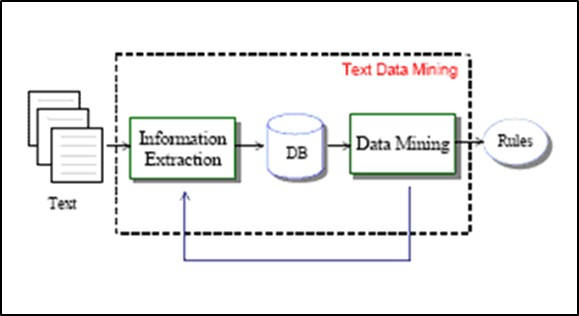 Text Data Mining
Information
Extraction
DB
Data Mining
Rules
Text